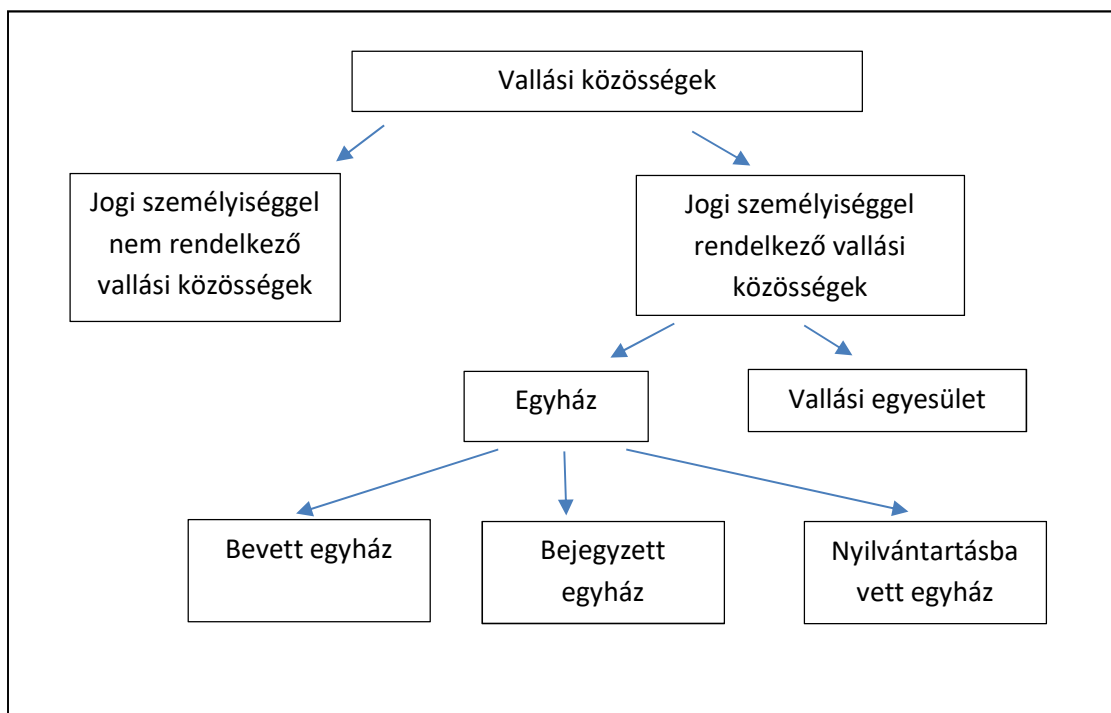 Vallási közösségek
Jogi személyiséggel
nem rendelkező
vallási közösségek
Jogi személyiséggel
rendelkező vallási
közösségek
Egyház
Vallási egyesület
Bevett egyház
Bejegyzett
egyház
Nyilvántartásba
vett egyház